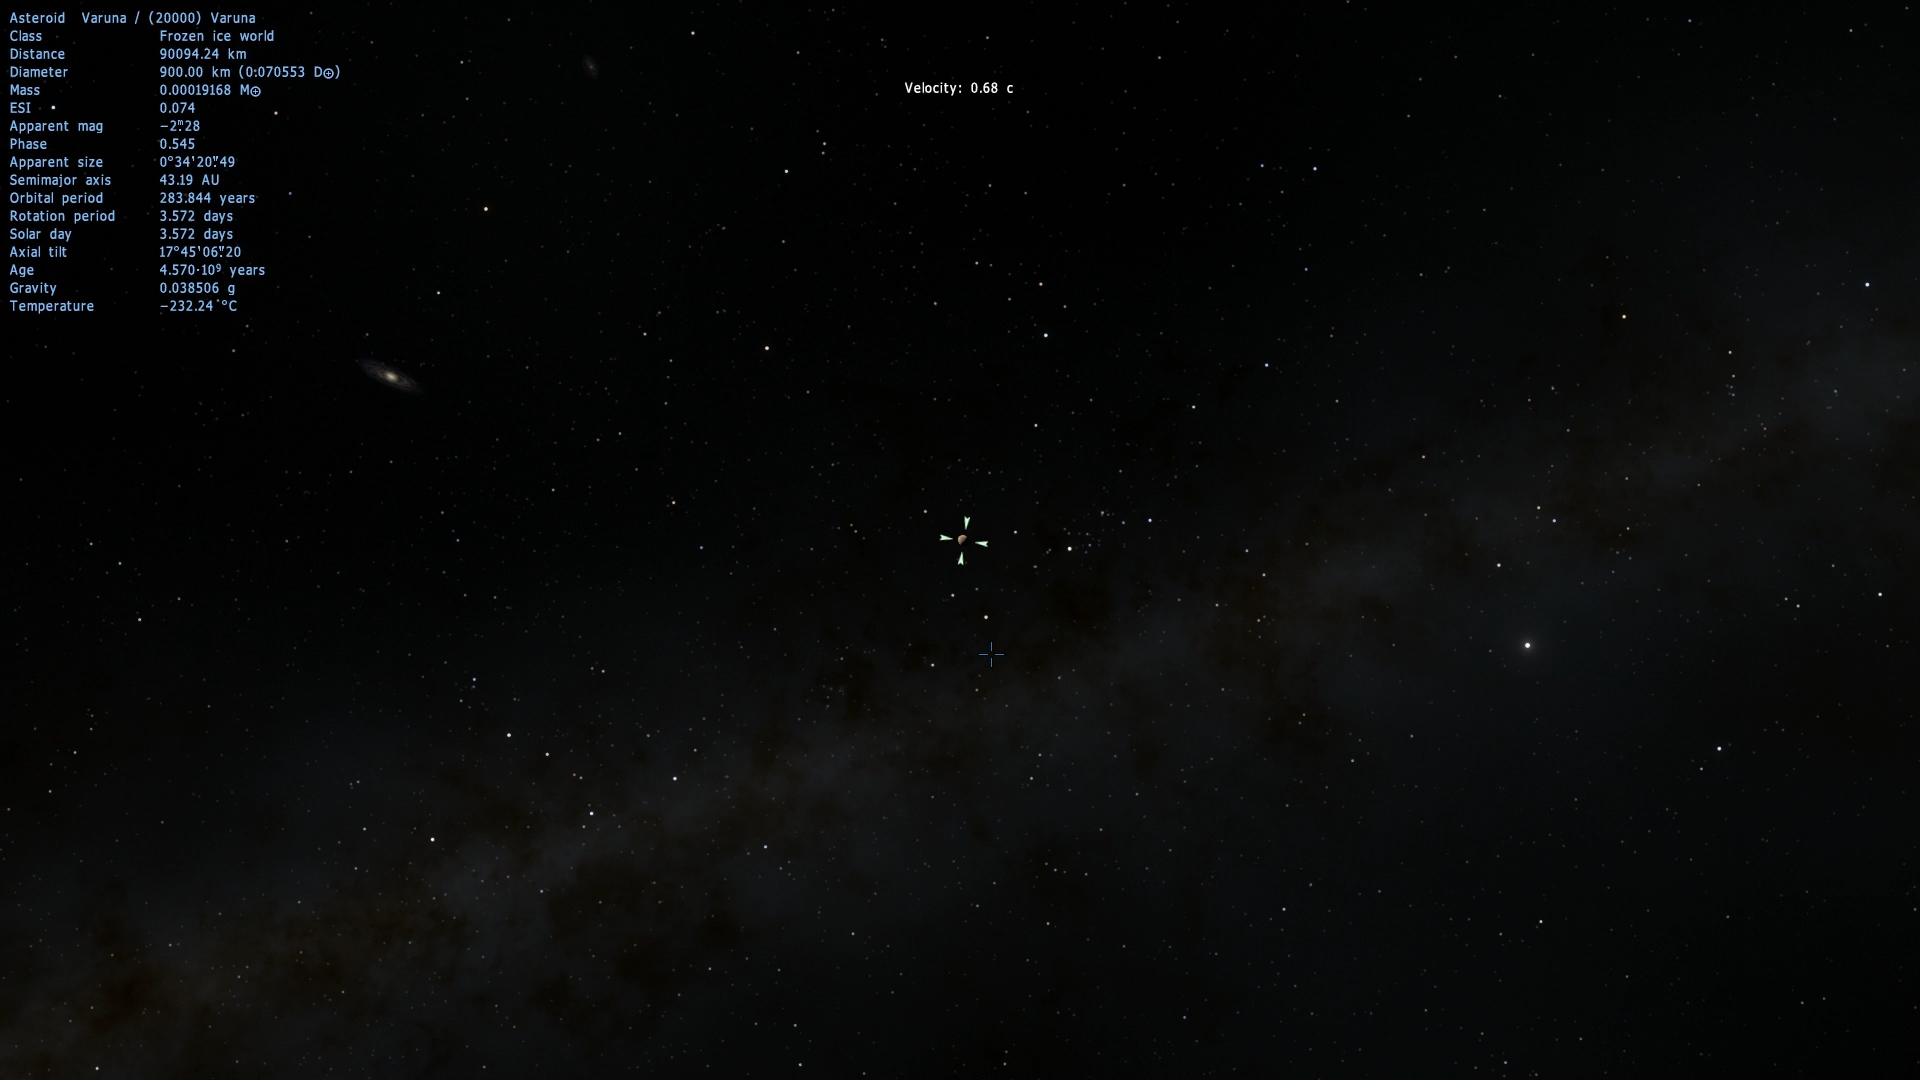 Asteroid Varuna / (20000) Varuna
Class Frozen ice world
Distance 90094.24 km
Diameter 900.00 km (0.070553 D⊕)
Mass 0.00019168 M⊕
ESI 0.074
Apparent mag −2ᵐ.28
Phase 0.545
Apparent size 0°34'20".49
Semimajor axis 43.19 AU
Orbital period 283.844 years
Rotation period 3.572 days
Solar day 3.572 days
Axial tilt 17°45'06".20
Age 4.570·10⁹ years
Gravity 0.038506 g
Temperature −232.24 °C
Velocity: 0.68 c